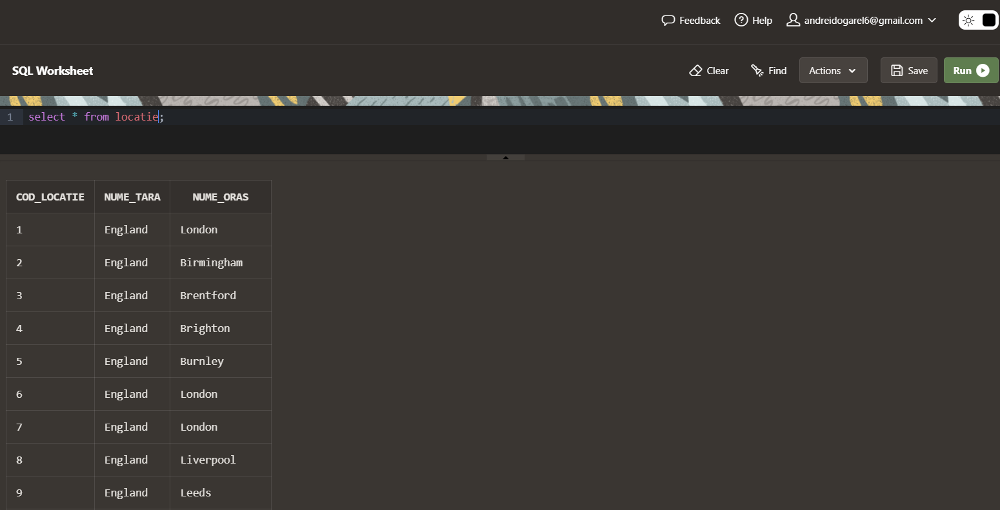 Feedback Help andreidogarel6@gmail.com
SQL Worksheet Clear Find Actions Save Run
1 select * from locatie;
COD_LOCATIE NUME_TARA NUME_ORAS
1 England London
2 England Birmingham
3 England Brentford
4 England Brighton
5 England Burnley
6 England London
7 England London
8 England Liverpool
9 England Leeds